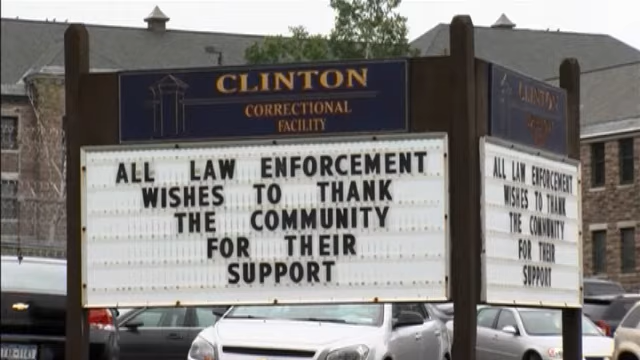 CLINTON
CORRECTIONAL
FACILITY
ALL LAW ENFORCEMENT
WISHES TO THANK
THE COMMUNITY
FOR THEIR
SUPPORT
CLINTON
ALL LAW ENFORCEMENT
WISHES TO THANK
THE COMMUNITY
FOR THEIR
SUPPORT